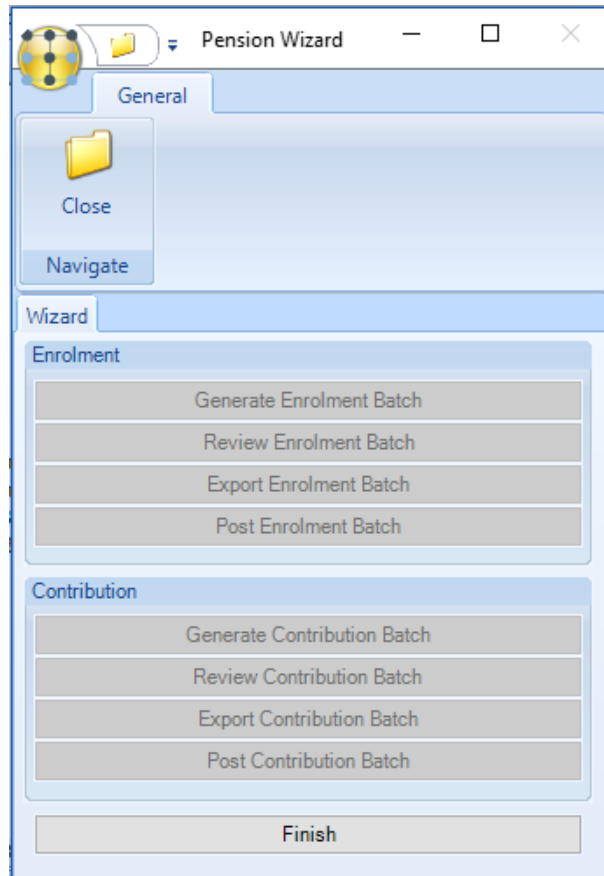 Pension Wizard
General
Close
Navigate
Wizard
Enrolment
Generate Enrolment Batch
Review Enrolment Batch
Export Enrolment Batch
Post Enrolment Batch
Contribution
Generate Contribution Batch
Review Contribution Batch
Export Contribution Batch
Post Contribution Batch
Finish